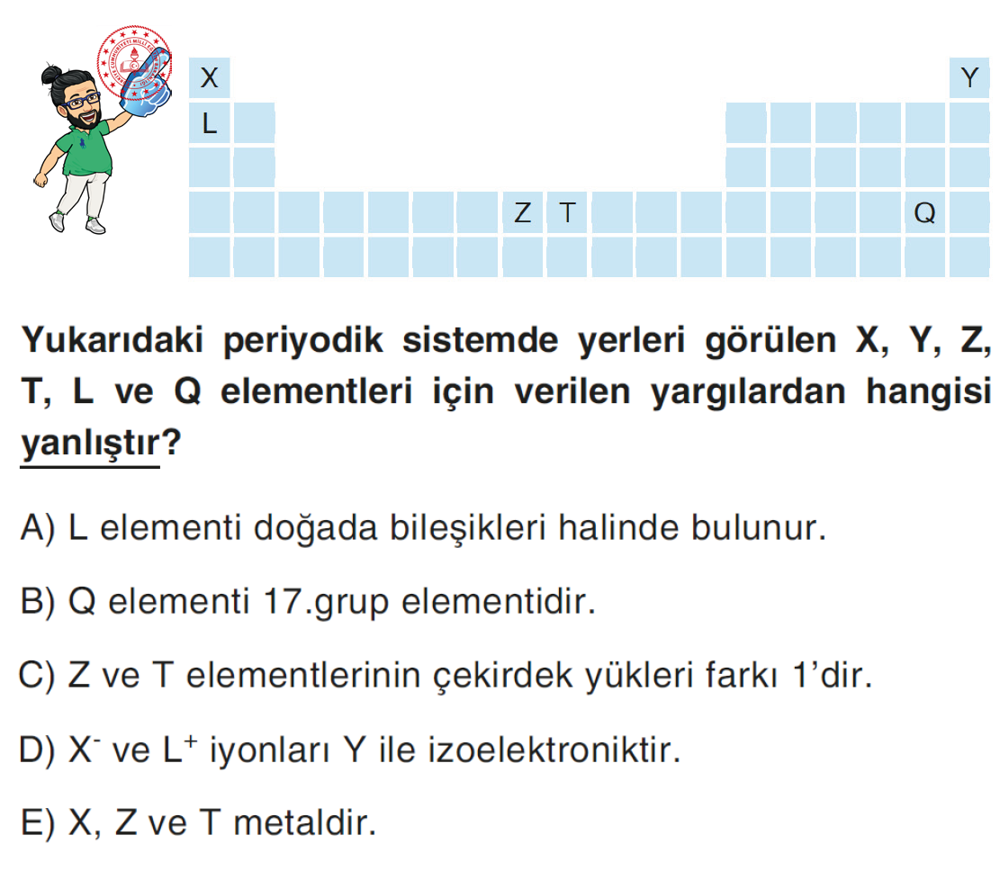 X Y
L
Z T Q
Yukarıdaki periyodik sistemde yerleri görülen X, Y, Z,
T, L ve Q elementleri için verilen yargılardan hangisi
yanlıştır?
A) L elementi doğada bileşikleri halinde bulunur.
B) Q elementi 17.grup elementidir.
C) Z ve T elementlerinin çekirdek yükleri farkı 1’dir.
D) X⁻ ve L⁺ iyonları Y ile izoelektroniktir.
E) X, Z ve T metaldir.